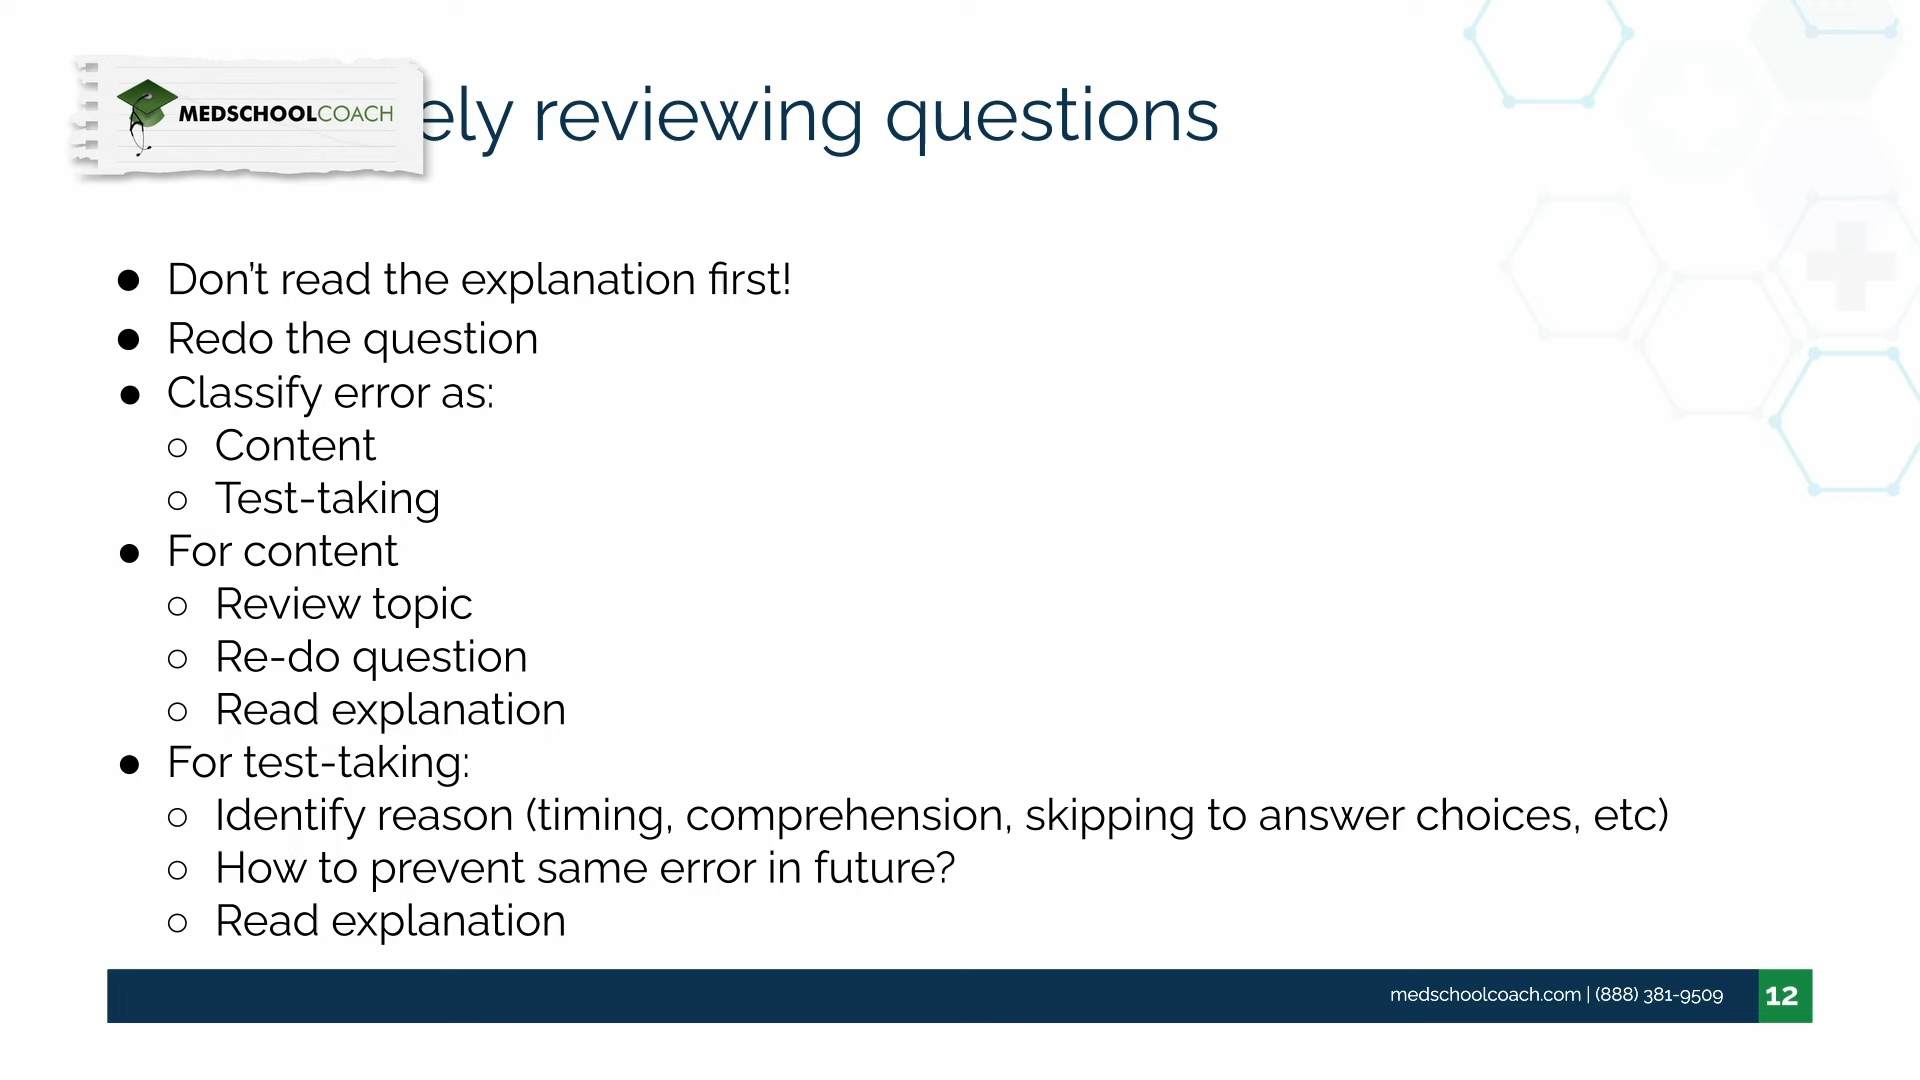 MEDSCHOOLCOACH
reviewing questions
● Don't read the explanation first!
● Redo the question
● Classify error as:
○ Content
○ Test-taking
● For content
○ Review topic
○ Re-do question
○ Read explanation
● For test-taking:
○ Identify reason (timing, comprehension, skipping to answer choices, etc)
○ How to prevent same error in future?
○ Read explanation
medschoolcoach.com | (888) 381-9509 12